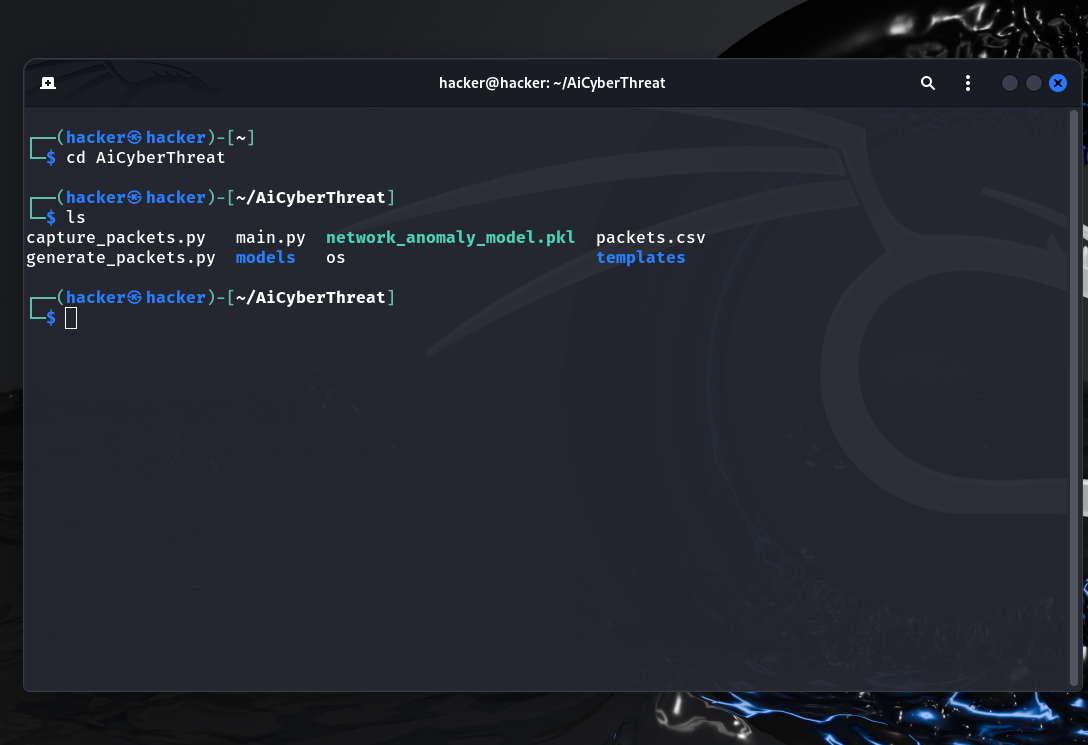 hacker@hacker: ~/AiCyberThreat
┌──(hacker㉿hacker)-[~]
└─$ cd AiCyberThreat
┌──(hacker㉿hacker)-[~/AiCyberThreat]
└─$ ls
capture_packets.py main.py network_anomaly_model.pkl packets.csv
generate_packets.py models os templates
┌──(hacker㉿hacker)-[~/AiCyberThreat]
└─$